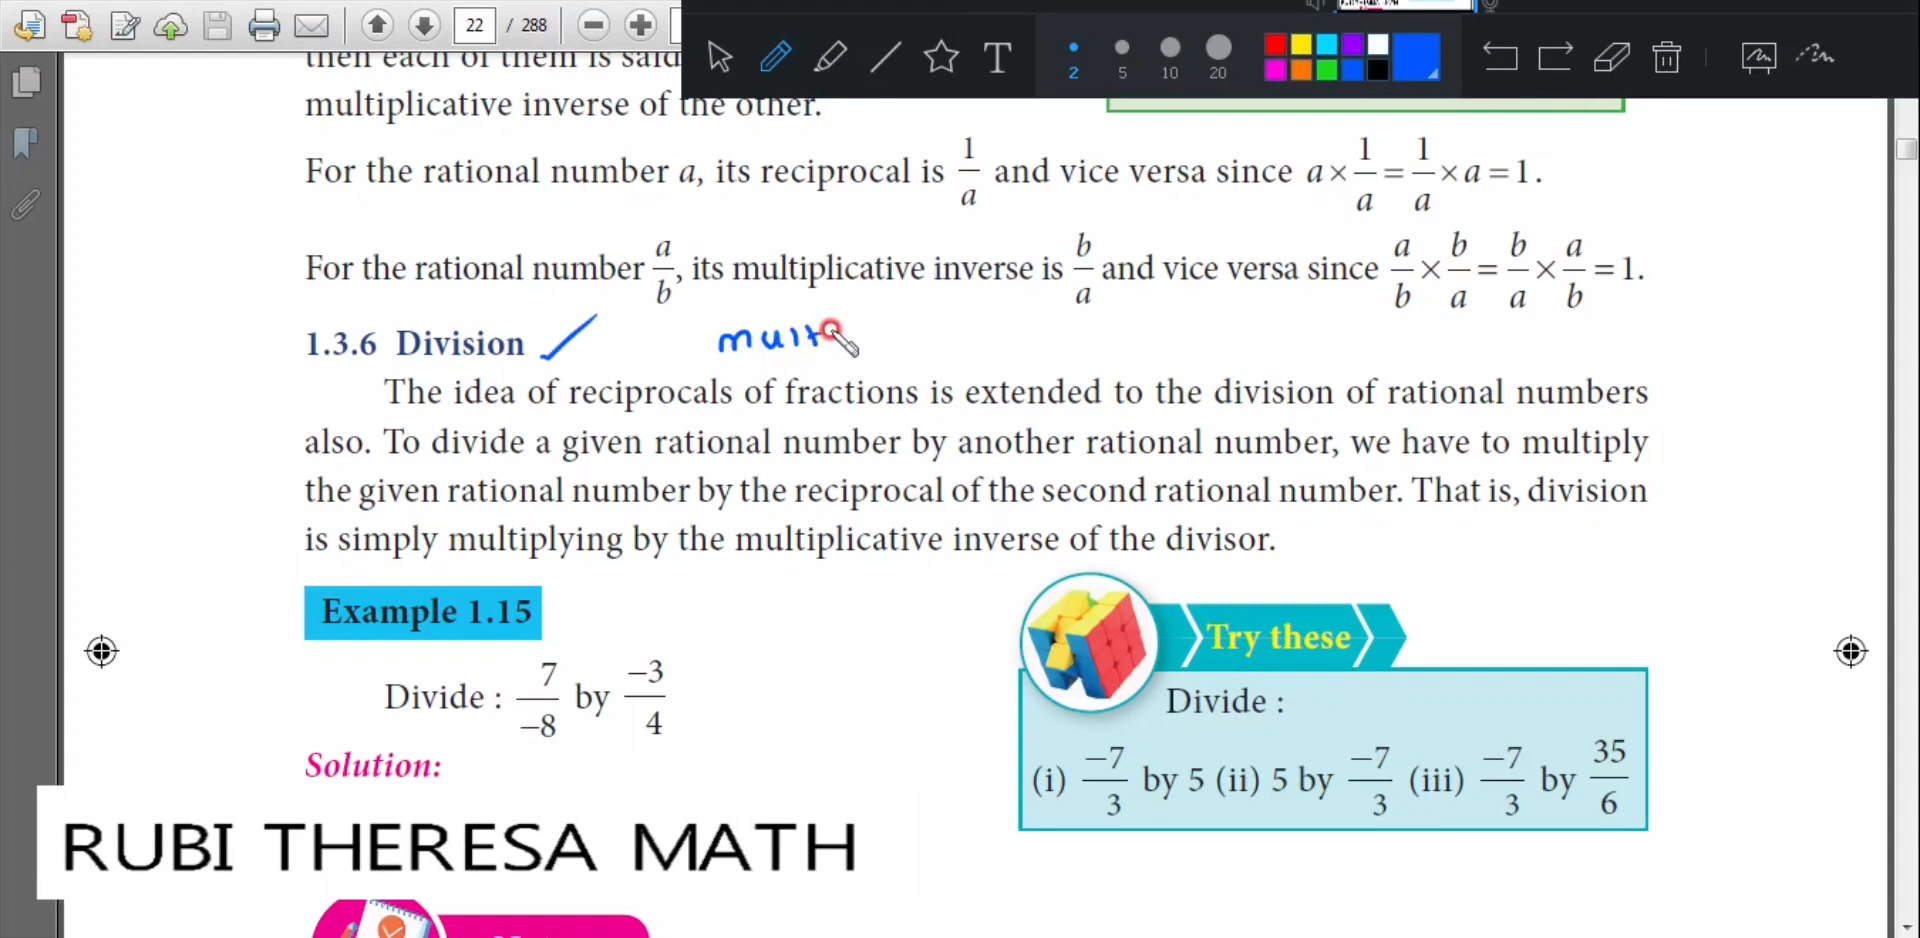 22 / 288
2 5 10 20
then each of them is said
multiplicative inverse of the other.
For the rational number a, its reciprocal is 1/a and vice versa since a × 1/a = 1/a × a = 1.
For the rational number a/b, its multiplicative inverse is b/a and vice versa since a/b × b/a = b/a × a/b = 1.
1.3.6 Division mult
The idea of reciprocals of fractions is extended to the division of rational numbers
also. To divide a given rational number by another rational number, we have to multiply
the given rational number by the reciprocal of the second rational number. That is, division
is simply multiplying by the multiplicative inverse of the divisor.
Example 1.15
Divide : 7/−8 by −3/4
Solution:
Try these
Divide :
(i) −7/3 by 5 (ii) 5 by −7/3 (iii) −7/3 by 35/6
RUBI THERESA MATH